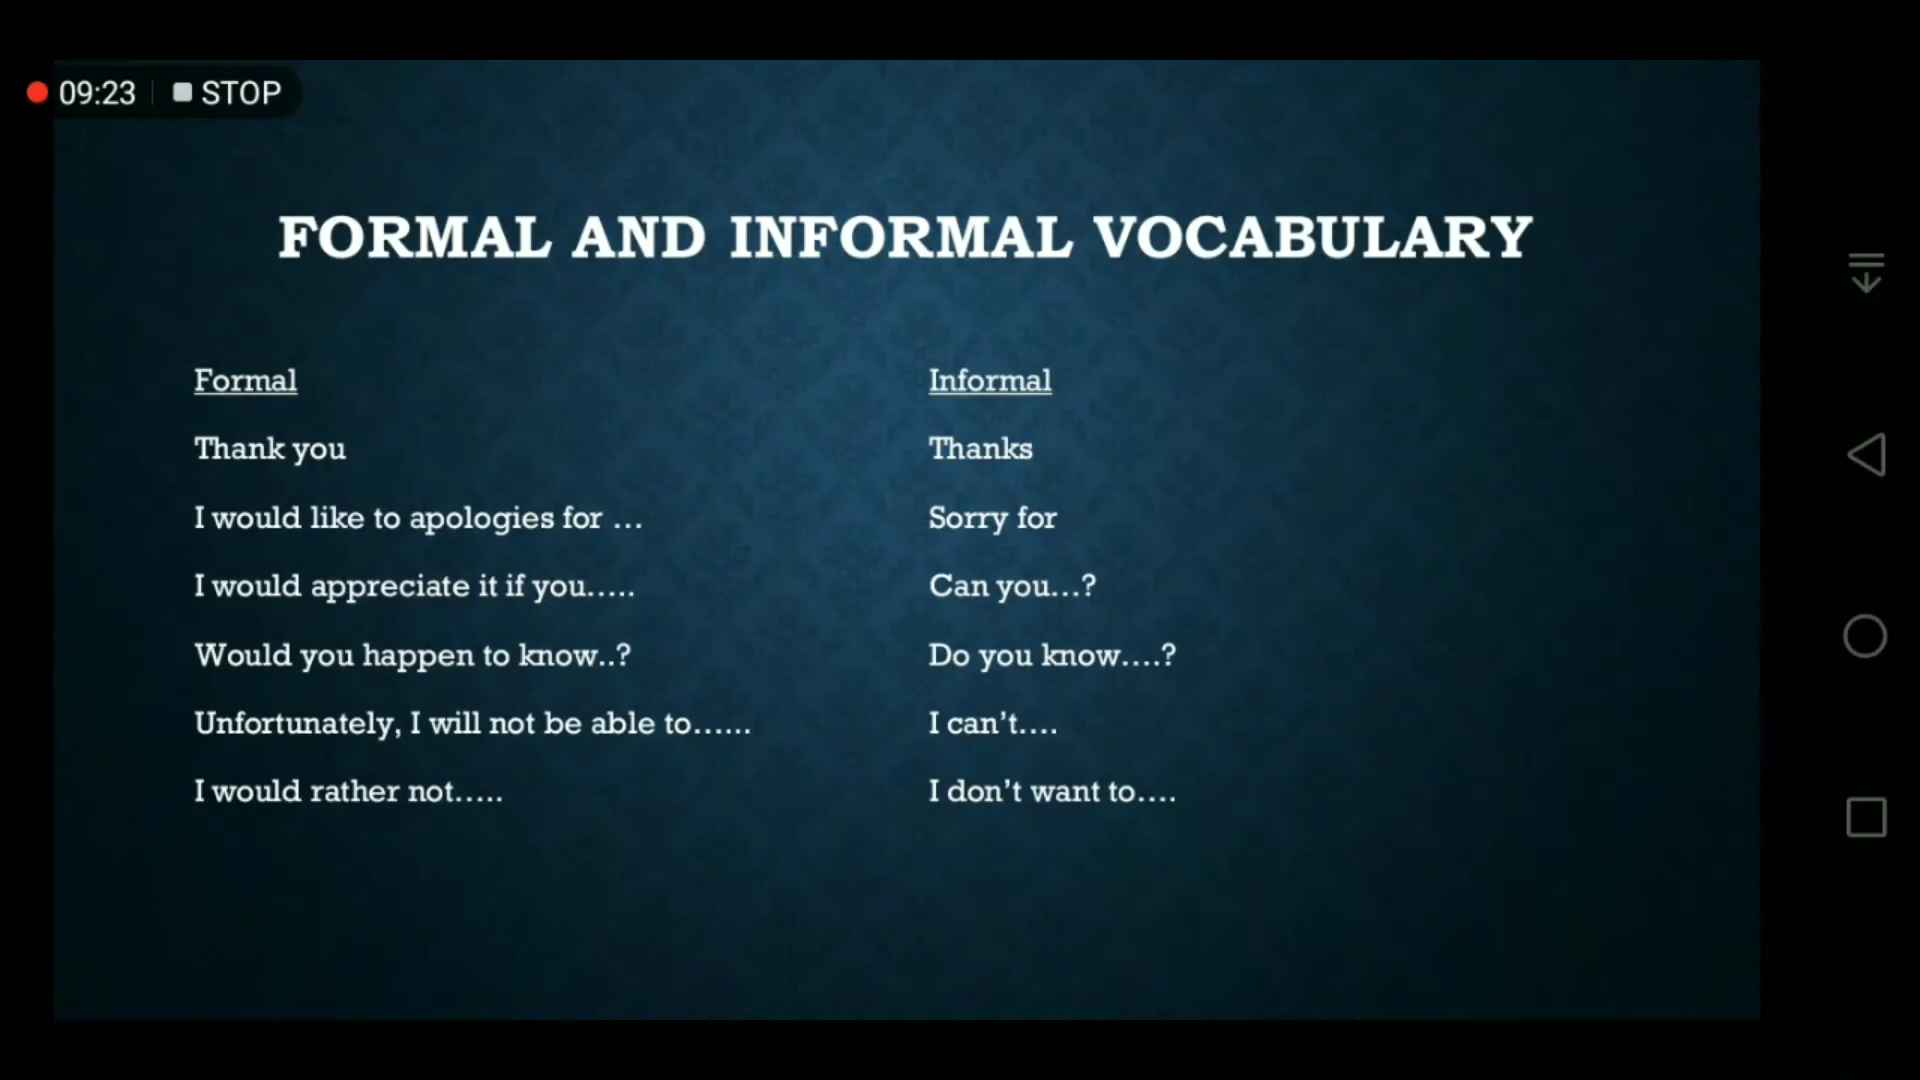 09:23 STOP
FORMAL AND INFORMAL VOCABULARY
Formal
Thank you
I would like to apologies for ...
I would appreciate it if you.....
Would you happen to know..?
Unfortunately, I will not be able to......
I would rather not.....
Informal
Thanks
Sorry for
Can you...?
Do you know....?
I can’t....
I don’t want to....